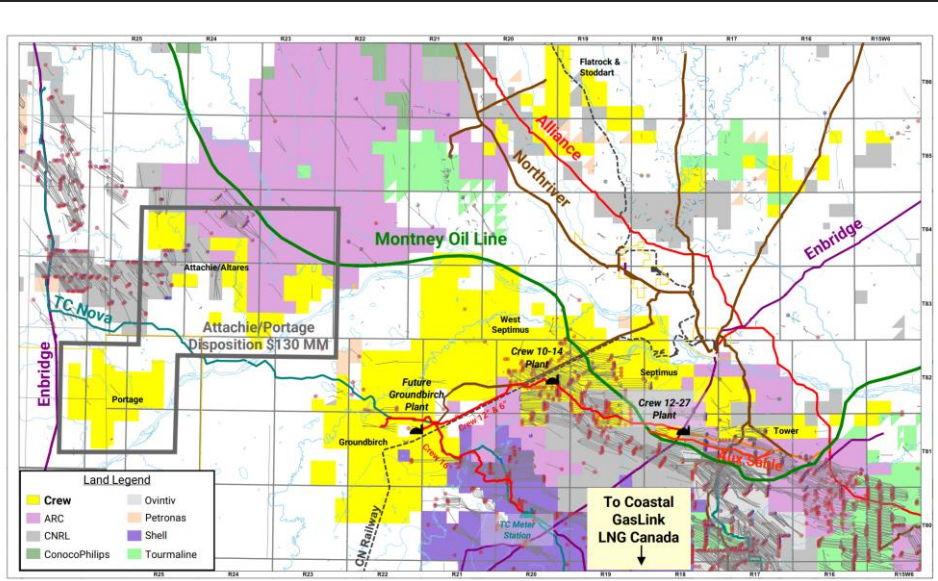 R25 R24 R23 R22 R21 R20 R19 R18 R17 R16 R15W6
T86
T85
T84
T83
T82
T81
T80
Flatrock &
Stoddart
Alliance
Northriver
Enbridge
Montney Oil Line
Attachie/Altares
TC Nova
Attachie/Portage
Disposition $130 MM
West
Septimus
Enbridge
Crew 10-14
Plant
Septimus
Future
Groundbirch
Plant
Crew 12-27
Plant
Portage
Crew 12" & 6"
Tower
Groundbirch
Crew 16"
Aux Sable
Land Legend
Crew
ARC
CNRL
ConocoPhilips
Ovintiv
Petronas
Shell
Tourmaline
CN Railway
TC Meter
Station
To Coastal
GasLink
LNG Canada
R25 R24 R23 R22 R21 R20 R19 R18 R17 R16 R15W6